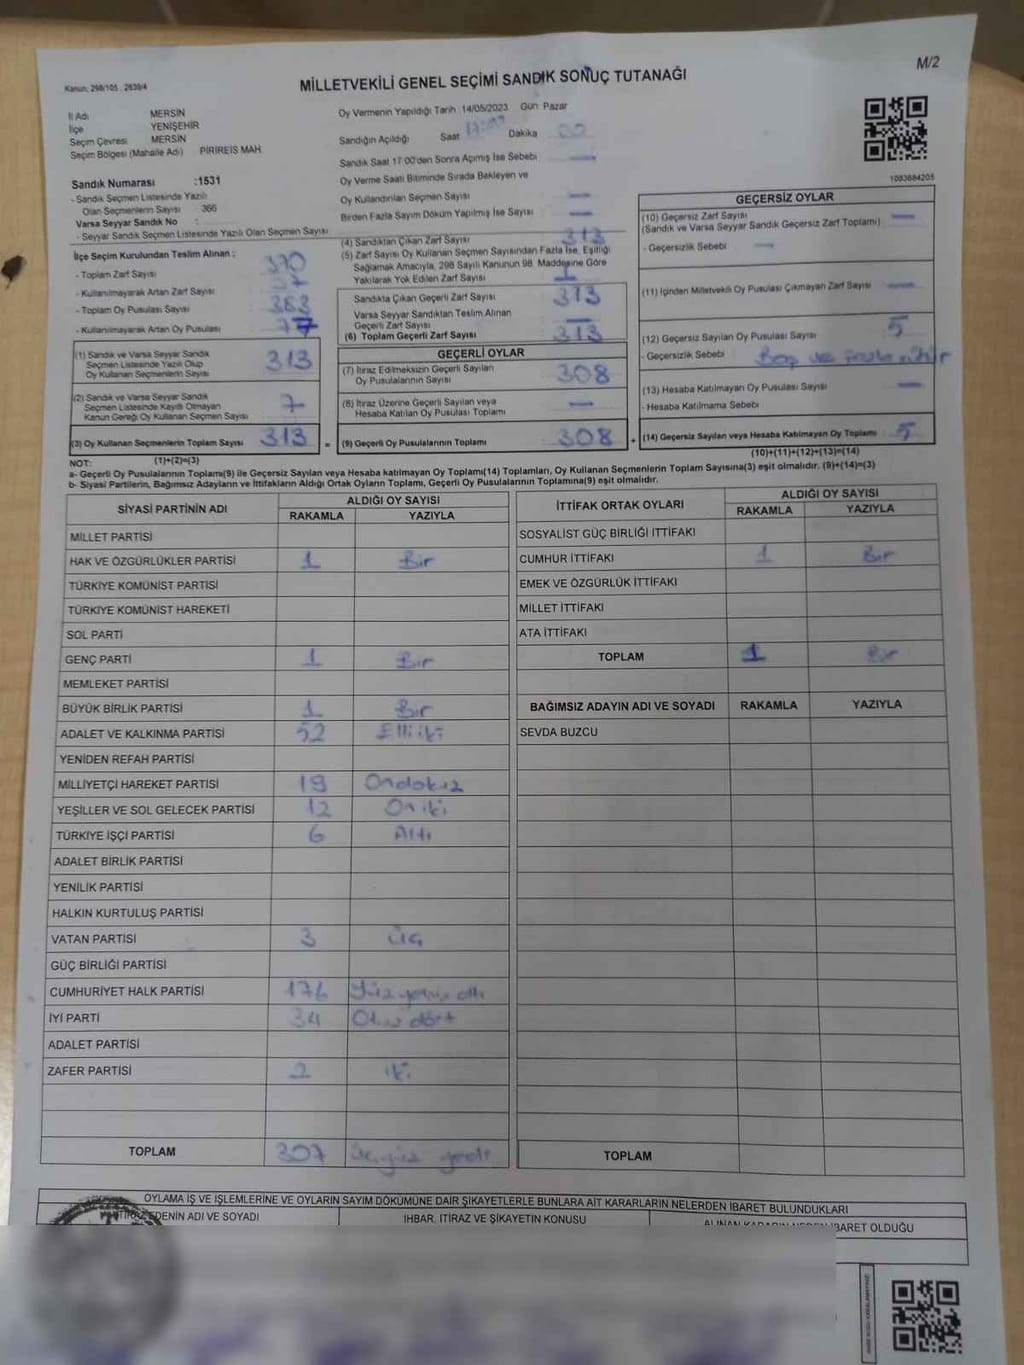 Kanun: 298/105 , 2839/4
MİLLETVEKİLİ GENEL SEÇİMİ SANDIK SONUÇ TUTANAĞI
M/2
İl Adı MERSİN
İlçe YENİŞEHİR
Seçim Çevresi MERSİN
Seçim Bölgesi (Mahalle Adı) PİRİREİS MAH.
Oy Vermenin Yapıldığı Tarih 14/05/2023 Gün Pazar
Sandığın Açıldığı Saat 17:00 Dakika 00
Sandık Saat 17:00'den Sonra Açımış İse Sebebi —
Oy Verme Saati Bitiminde Sırada Bekleyen ve
Oy Kullandırılan Seçmen Sayısı —
Birden Fazla Sayım Döküm Yapılmış İse Sayısı —
1083684205
Sandık Numarası :1531
- Sandık Seçmen Listesinde Yazılı
Olan Seçmenlerin Sayısı 366
Varsa Seyyar Sandık No :
- Seyyar Sandık Seçmen Listesinde Yazılı Olan Seçmen Sayısı
İlçe Seçim Kurulundan Teslim Alınan :
- Toplam Zarf Sayısı 370
- Kullanılmayarak Artan Zarf Sayısı 57
- Toplam Oy Pusulası Sayısı 383
- Kullanılmayarak Artan Oy Pusulası 77
(1) Sandık ve Varsa Seyyar Sandık
Seçmen Listesinde Yazılı Olup
Oy Kullanan Seçmenlerin Sayısı 313
(2) Sandık ve Varsa Seyyar Sandık
Seçmen Listesinde Kayıtlı Olmayan
Kanun Gereği Oy Kullanan Seçmen Sayısı 7
(3) Oy Kullanan Seçmenlerin Toplam Sayısı 313 =
(1)+(2)=(3)
(4) Sandıktan Çıkan Zarf Sayısı 313
(5) Zarf Sayısı Oy Kullanan Seçmen Sayısından Fazla İse, Eşitliği
Sağlamak Amacıyla, 298 Sayılı Kanunun 98. Maddesine Göre
Yakılarak Yok Edilen Zarf Sayısı
Sandıkta Çıkan Geçerli Zarf Sayısı 313
Varsa Seyyar Sandıktan Teslim Alınan
Geçerli Zarf Sayısı —
(6) Toplam Geçerli Zarf Sayısı 313
GEÇERLİ OYLAR
(7) İtiraz Edilmeksizin Geçerli Sayılan
Oy Pusulalarının Sayısı 308
(8) İtiraz Üzerine Geçerli Sayılan veya
Hesaba Katılan Oy Pusulası Toplamı —
(9) Geçerli Oy Pusulalarının Toplamı 308 +
GEÇERSİZ OYLAR
(10) Geçersiz Zarf Sayısı —
(Sandık ve Varsa Seyyar Sandık Geçersiz Zarf Toplamı)
- Geçersizlik Sebebi —
(11) İçinden Milletvekili Oy Pusulası Çıkmayan Zarf Sayısı —
(12) Geçersiz Sayılan Oy Pusulası Sayısı 5
- Geçersizlik Sebebi Boş ve fazla mühür
(13) Hesaba Katılmayan Oy Pusulası Sayısı —
- Hesaba Katılmama Sebebi
(14) Geçersiz Sayılan veya Hesaba Katılmayan Oy Toplamı : 5
(10)+(11)+(12)+(13)=(14)
NOT:
a- Geçerli Oy Pusulalarının Toplamı(9) ile Geçersiz Sayılan veya Hesaba katılmayan Oy Toplamı(14) Toplamları, Oy Kullanan Seçmenlerin Toplam Sayısına(3) eşit olmalıdır. (9)+(14)=(3)
b- Siyasi Partilerin, Bağımsız Adayların ve İttifakların Aldığı Ortak Oyların Toplamı, Geçerli Oy Pusulalarının Toplamına(9) eşit olmalıdır.
SİYASİ PARTİNİN ADI ALDIĞI OY SAYISI
RAKAMLA YAZIYLA
MİLLET PARTİSİ
HAK VE ÖZGÜRLÜKLER PARTİSİ 1 Bir
TÜRKİYE KOMÜNİST PARTİSİ
TÜRKİYE KOMÜNİST HAREKETİ
SOL PARTİ
GENÇ PARTİ 1 Bir
MEMLEKET PARTİSİ
BÜYÜK BİRLİK PARTİSİ 1 Bir
ADALET VE KALKINMA PARTİSİ 52 Elli iki
YENİDEN REFAH PARTİSİ
MİLLİYETÇİ HAREKET PARTİSİ 19 Ondokuz
YEŞİLLER VE SOL GELECEK PARTİSİ 12 On iki
TÜRKİYE İŞÇİ PARTİSİ 6 Altı
ADALET BİRLİK PARTİSİ
YENİLİK PARTİSİ
HALKIN KURTULUŞ PARTİSİ
VATAN PARTİSİ 3 Üç
GÜÇ BİRLİĞİ PARTİSİ
CUMHURİYET HALK PARTİSİ 176 Yüz yetmiş altı
İYİ PARTİ 34 Otuz dört
ADALET PARTİSİ
ZAFER PARTİSİ 2 iki
TOPLAM 307 Üçyüz yedi
İTTİFAK ORTAK OYLARI ALDIĞI OY SAYISI
RAKAMLA YAZIYLA
SOSYALİST GÜÇ BİRLİĞİ İTTİFAKI
CUMHUR İTTİFAKI 1 Bir
EMEK VE ÖZGÜRLÜK İTTİFAKI
MİLLET İTTİFAKI
ATA İTTİFAKI
TOPLAM 1 Bir
BAĞIMSIZ ADAYIN ADI VE SOYADI RAKAMLA YAZIYLA
SEVDA BUZCU
TOPLAM
OYLAMA İŞ VE İŞLEMLERİNE VE OYLARIN SAYIM DÖKÜMÜNE DAİR ŞİKAYETLERLE BUNLARA AİT KARARLARIN NELERDEN İBARET BULUNDUKLARI
İTİRAZ EDENİN ADI VE SOYADI İHBAR, İTİRAZ VE ŞİKAYETİN KONUSU ALINAN KARARIN NEDEN İBARET OLDUĞU